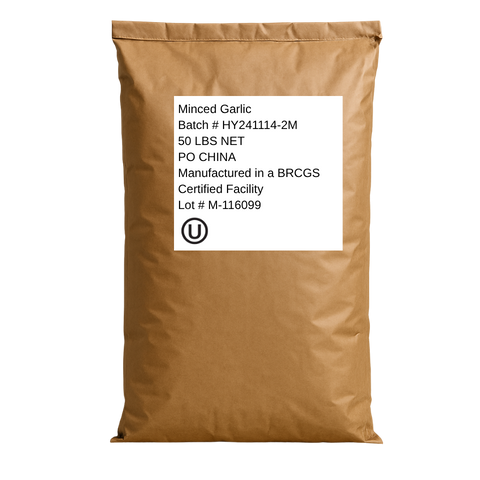 Minced Garlic
Batch # HY241114-2M
50 LBS NET
PO CHINA
Manufactured in a BRCGS
Certified Facility
Lot # M-116099
U